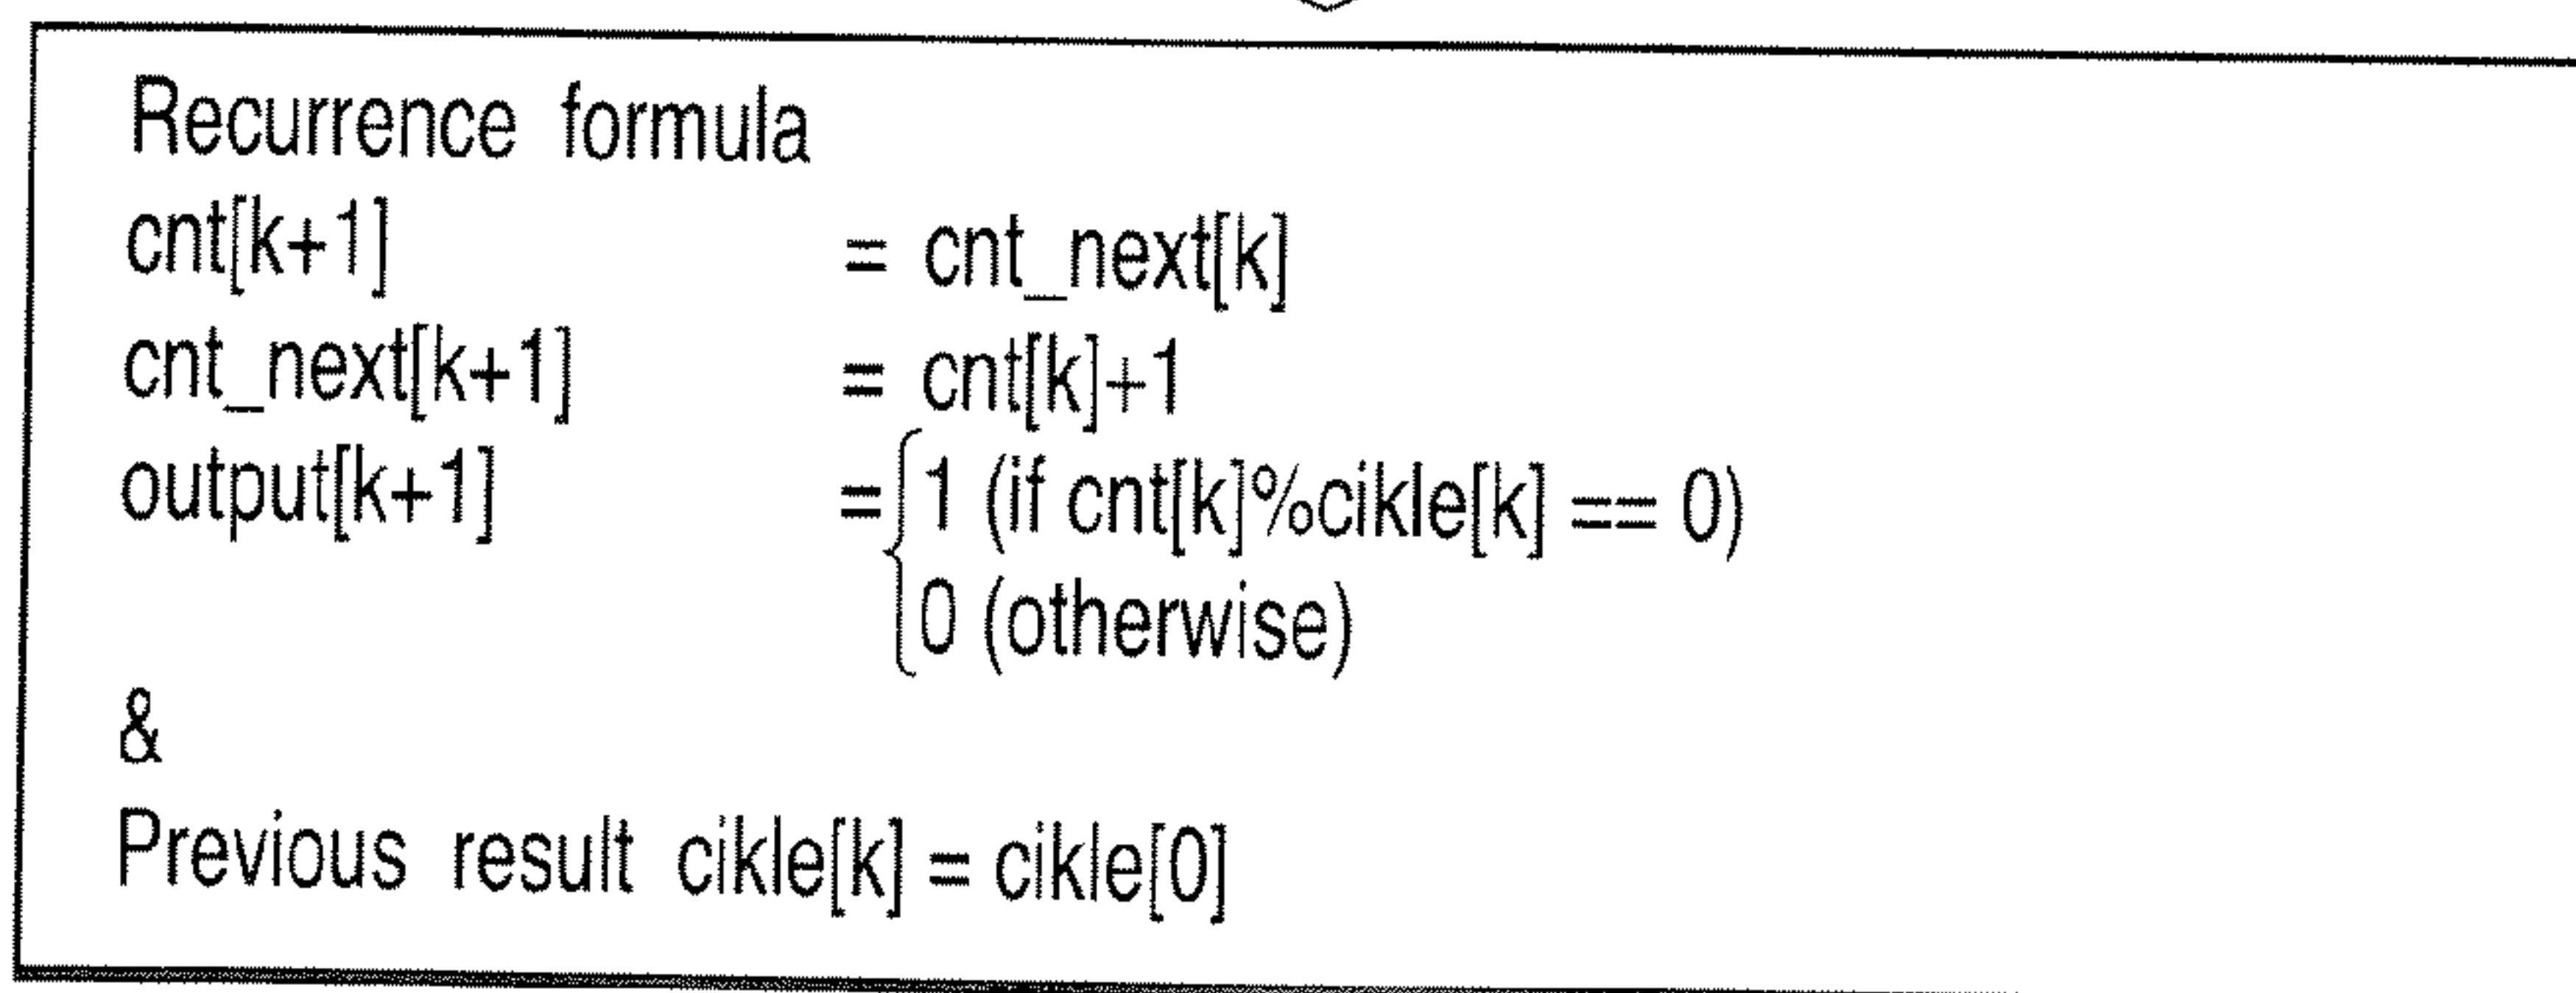 Recurrence formula
cnt[k+1] = cnt_next[k]
cnt_next[k+1] = cnt[k]+1
output[k+1] = { 1 (if cnt[k]%cikle[k] == 0)
0 (otherwise)
&
Previous result cikle[k] = cikle[0]